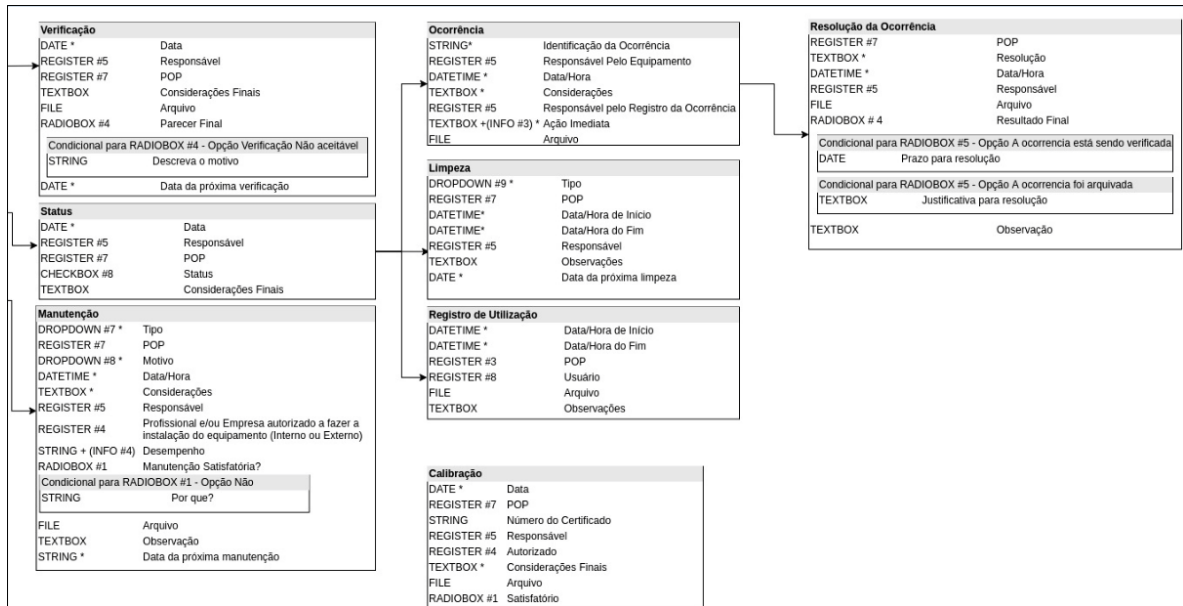 Verificação
DATE * Data
REGISTER #5 Responsável
REGISTER #7 POP
TEXTBOX Considerações Finais
FILE Arquivo
RADIOBOX #4 Parecer Final
Condicional para RADIOBOX #4 - Opção Verificação Não aceitável
STRING Descreva o motivo
DATE * Data da próxima verificação
Status
DATE * Data
REGISTER #5 Responsável
REGISTER #7 POP
CHECKBOX #8 Status
TEXTBOX Considerações Finais
Manutenção
DROPDOWN #7 * Tipo
REGISTER #7 POP
DROPDOWN #8 * Motivo
DATETIME * Data/Hora
TEXTBOX * Considerações
REGISTER #5 Responsável
REGISTER #4 Profissional e/ou Empresa autorizado a fazer a
instalação do equipamento (Interno ou Externo)
STRING + (INFO #4) Desempenho
RADIOBOX #1 Manutenção Satisfatória?
Condicional para RADIOBOX #1 - Opção Não
STRING Por que?
FILE Arquivo
TEXTBOX Observação
STRING * Data da próxima manutenção
Ocorrência
STRING* Identificação da Ocorrência
REGISTER #5 Responsável Pelo Equipamento
DATETIME * Data/Hora
TEXTBOX * Considerações
REGISTER #5 Responsável pelo Registro da Ocorrência
TEXTBOX +(INFO #3) * Ação Imediata
FILE Arquivo
Limpeza
DROPDOWN #9 * Tipo
REGISTER #7 POP
DATETIME* Data/Hora de Início
DATETIME* Data/Hora do Fim
REGISTER #5 Responsável
TEXTBOX Observações
DATE * Data da próxima limpeza
Registro de Utilização
DATETIME * Data/Hora de Início
DATETIME * Data/Hora do Fim
REGISTER #3 POP
REGISTER #8 Usuário
FILE Arquivo
TEXTBOX Observações
Calibração
DATE * Data
REGISTER #7 POP
STRING Número do Certificado
REGISTER #5 Responsável
REGISTER #4 Autorizado
TEXTBOX * Considerações Finais
FILE Arquivo
RADIOBOX #1 Satisfatório
Resolução da Ocorrência
REGISTER #7 POP
TEXTBOX * Resolução
DATETIME * Data/Hora
REGISTER #5 Responsável
FILE Arquivo
RADIOBOX # 4 Resultado Final
Condicional para RADIOBOX #5 - Opção A ocorrencia está sendo verificada
DATE Prazo para resolução
Condicional para RADIOBOX #5 - Opção A ocorrencia foi arquivada
TEXTBOX Justificativa para resolução
TEXTBOX Observação